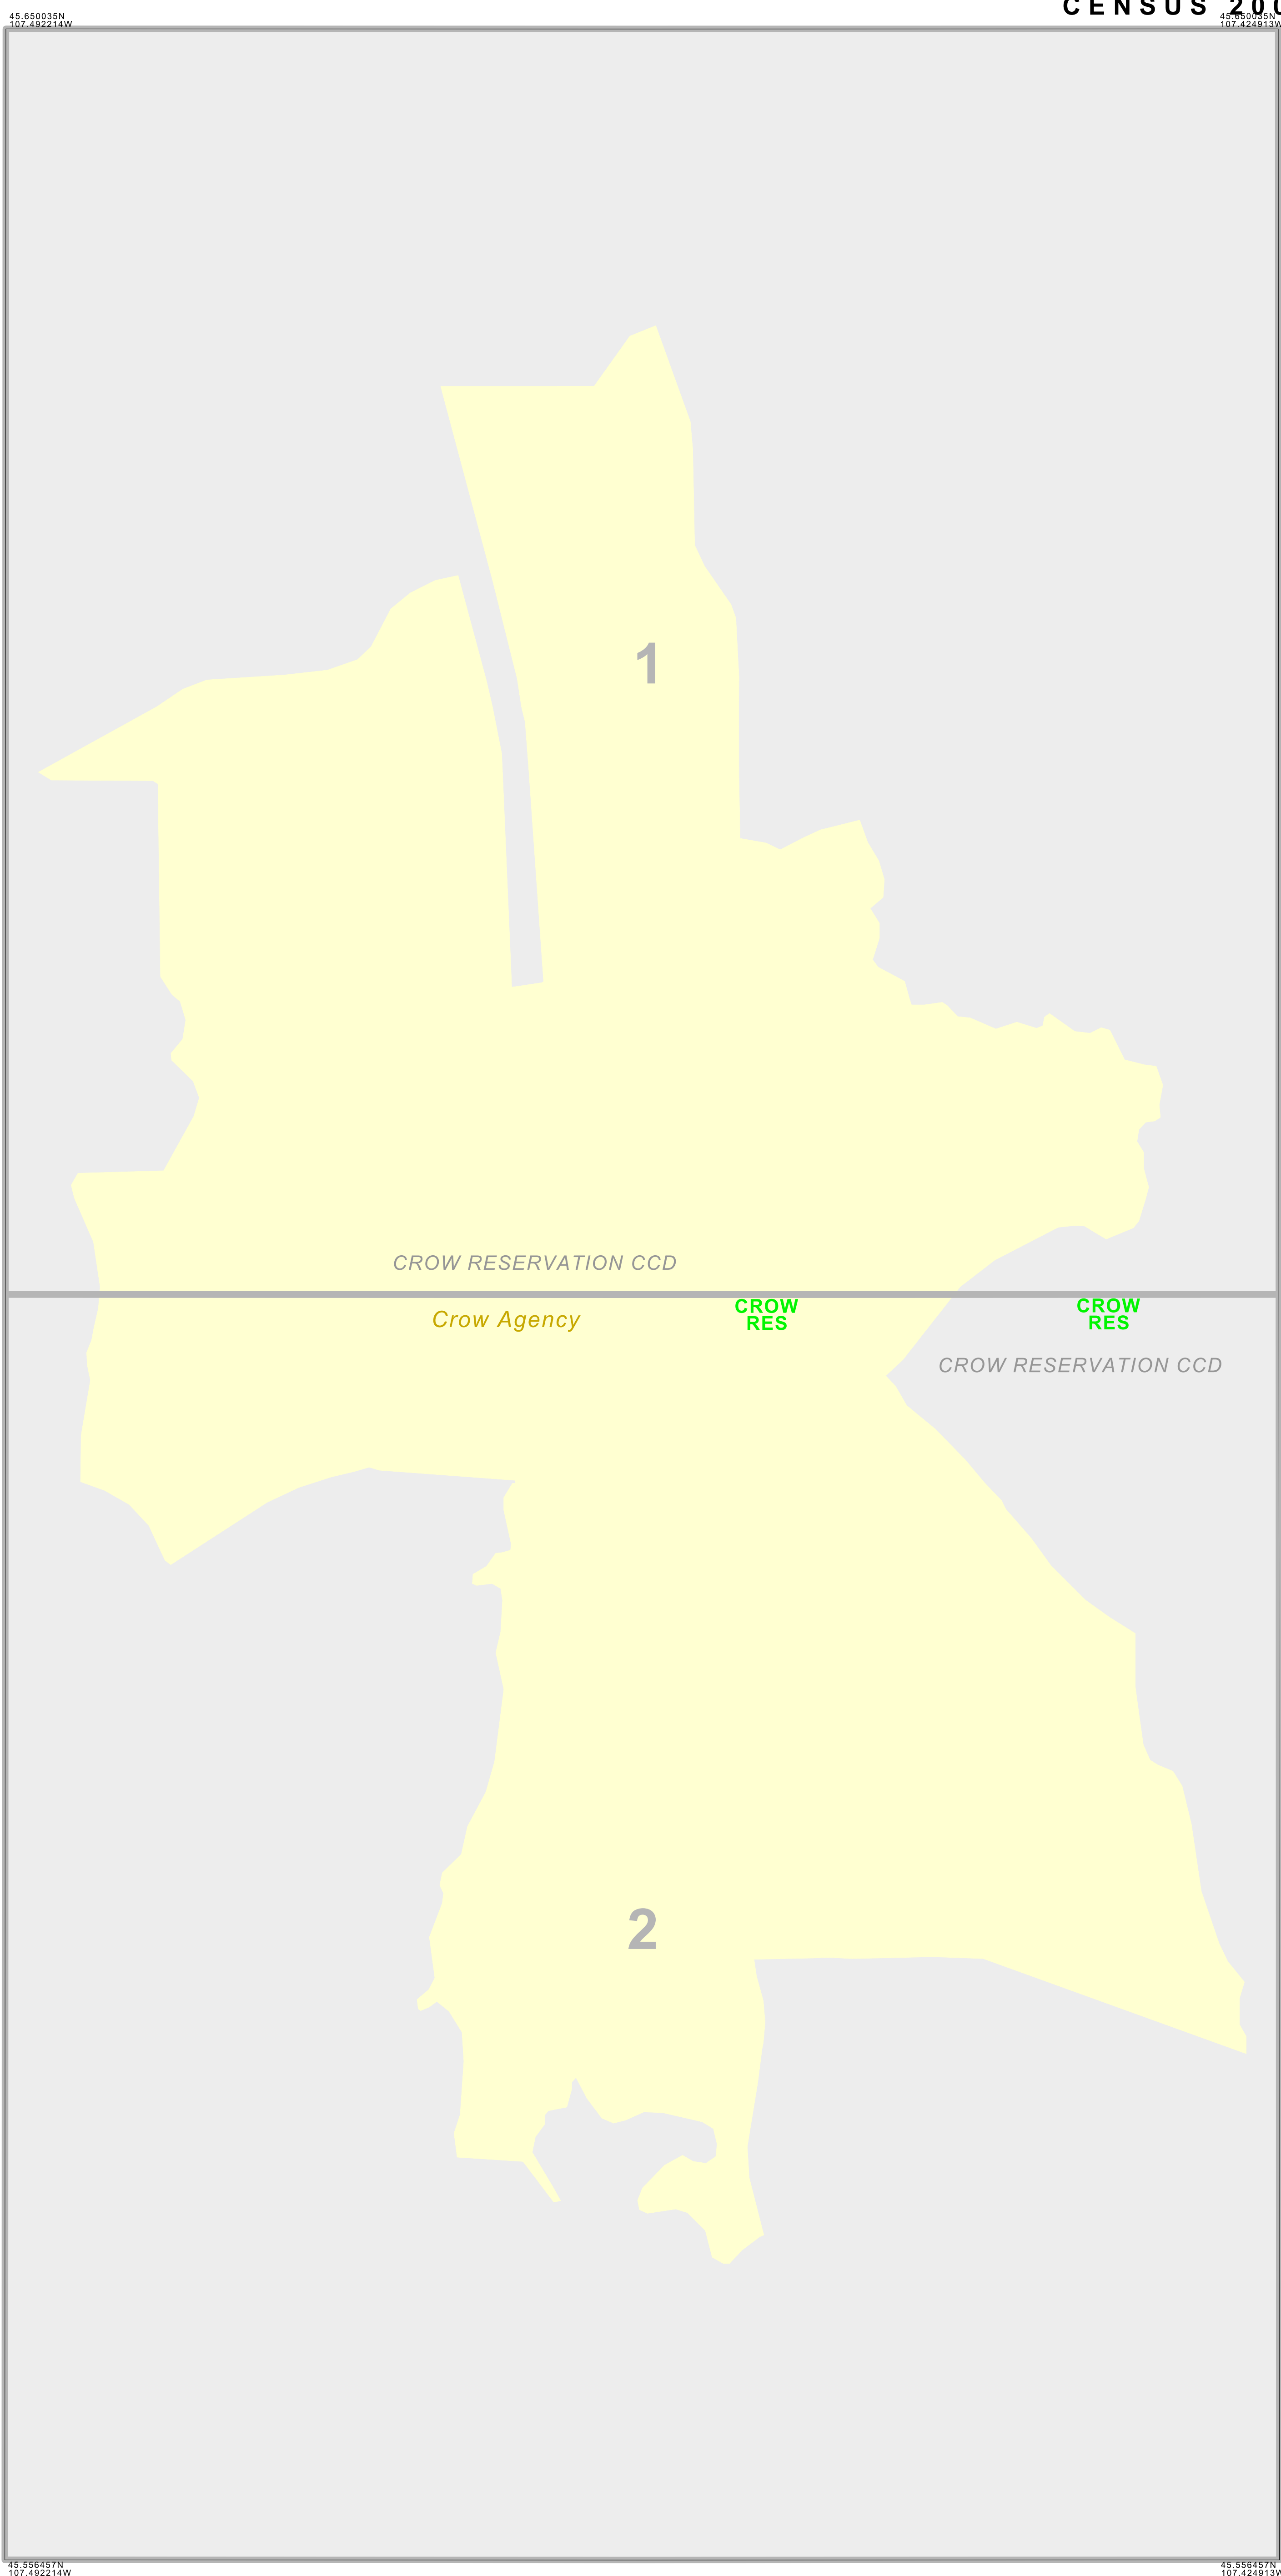 CENSUS 200
45.650035N
107.492214W
45.650035N
107.424913W
1
CROW RESERVATION CCD
Crow Agency
CROW
RES
CROW
RES
CROW RESERVATION CCD
2
45.556457N
107.492214W
45.556457N
107.424913W